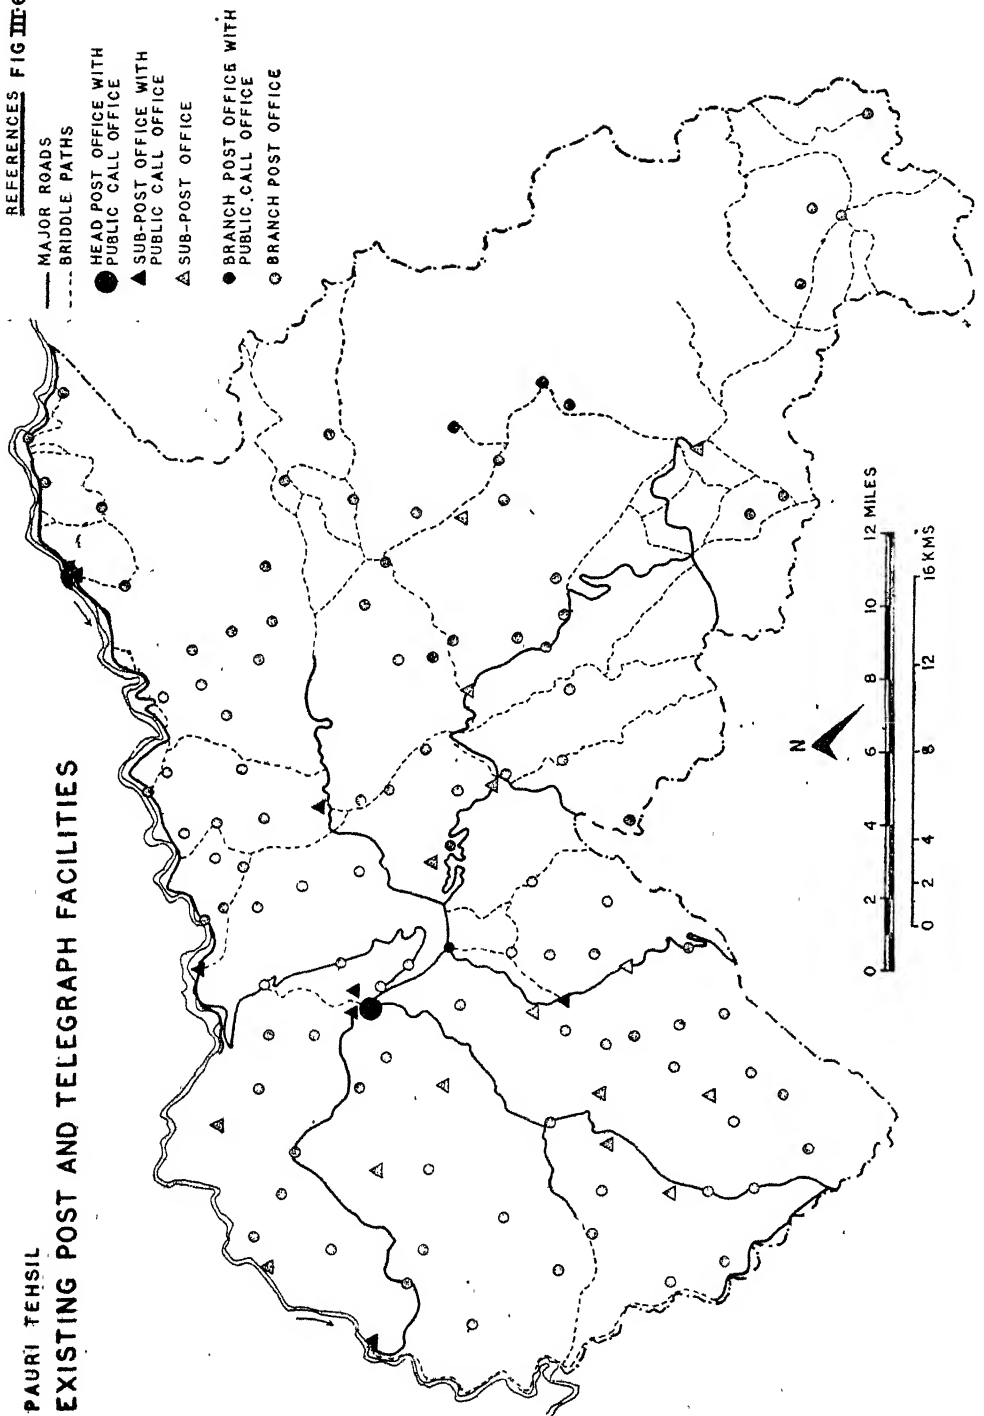 PAURI TEHSIL
EXISTING POST AND TELEGRAPH FACILITIES
REFERENCES FIG III·6
MAJOR ROADS
BRIDDLE PATHS
HEAD POST OFFICE WITH
PUBLIC CALL OFFICE
SUB-POST OFFICE WITH
PUBLIC CALL OFFICE
SUB-POST OFFICE
BRANCH POST OFFICE WITH
PUBLIC CALL OFFICE
BRANCH POST OFFICE
N
0 2 4 6 8 10 12 MILES
0 2 4 8 12 16 KMS